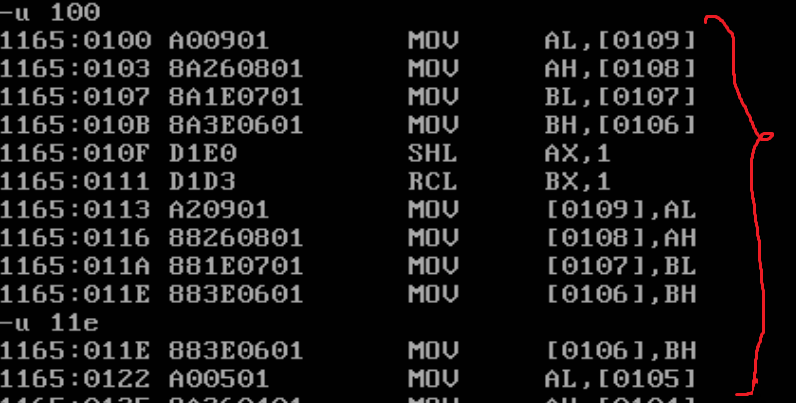 -u 100
1165:0100 A00901 MOV AL,[0109]
1165:0103 8A260801 MOV AH,[0108]
1165:0107 8A1E0701 MOV BL,[0107]
1165:010B 8A3E0601 MOV BH,[0106]
1165:010F D1E0 SHL AX,1
1165:0111 D1D3 RCL BX,1
1165:0113 A20901 MOV [0109],AL
1165:0116 88260801 MOV [0108],AH
1165:011A 881E0701 MOV [0107],BL
1165:011E 883E0601 MOV [0106],BH
-u 11e
1165:011E 883E0601 MOV [0106],BH
1165:0122 A00501 MOV AL,[0105]